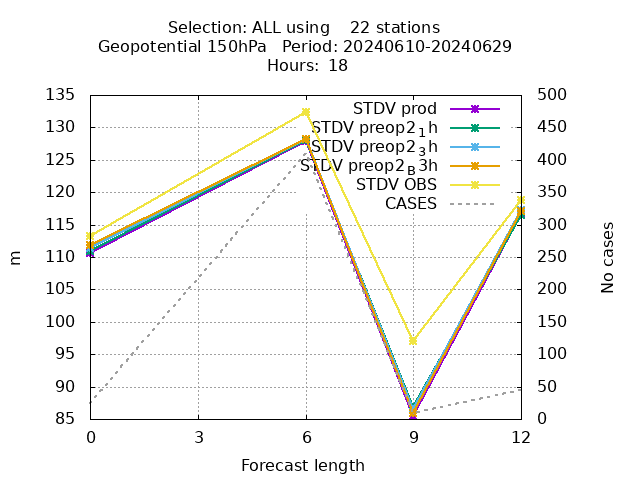 Selection: ALL using 22 stations
Geopotential 150hPa Period: 20240610-20240629
Hours: 18
135 500
STDV prod
130 450
STDV preop2₁h
STDV preop2₃h
125 400
STDV preop2_B3h
120 350
STDV OBS
CASES
115 300
110 250
m
No cases
105 200
100 150
95 100
90 50
85 0
0 3 6 9 12
Forecast length